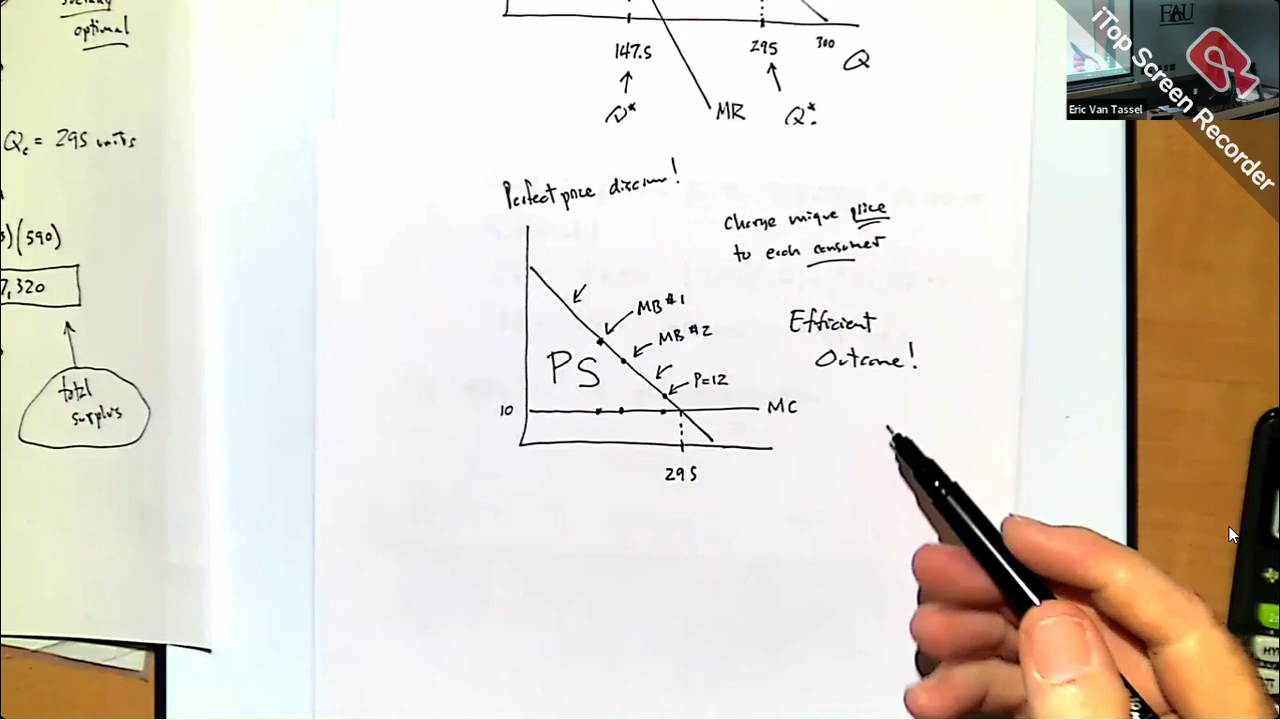 society
optimal
Qc = 295 units
)(590)
7,320
total
surplus
147.5
295
300
Q
MR
Perfect price discrim!
Charge unique price
to each consumer
MB #1
MB #2
P=12
PS
Efficient
Outcome!
10
MC
295
FAU
Eric Van Tassel
iTop Screen Recorder
HY